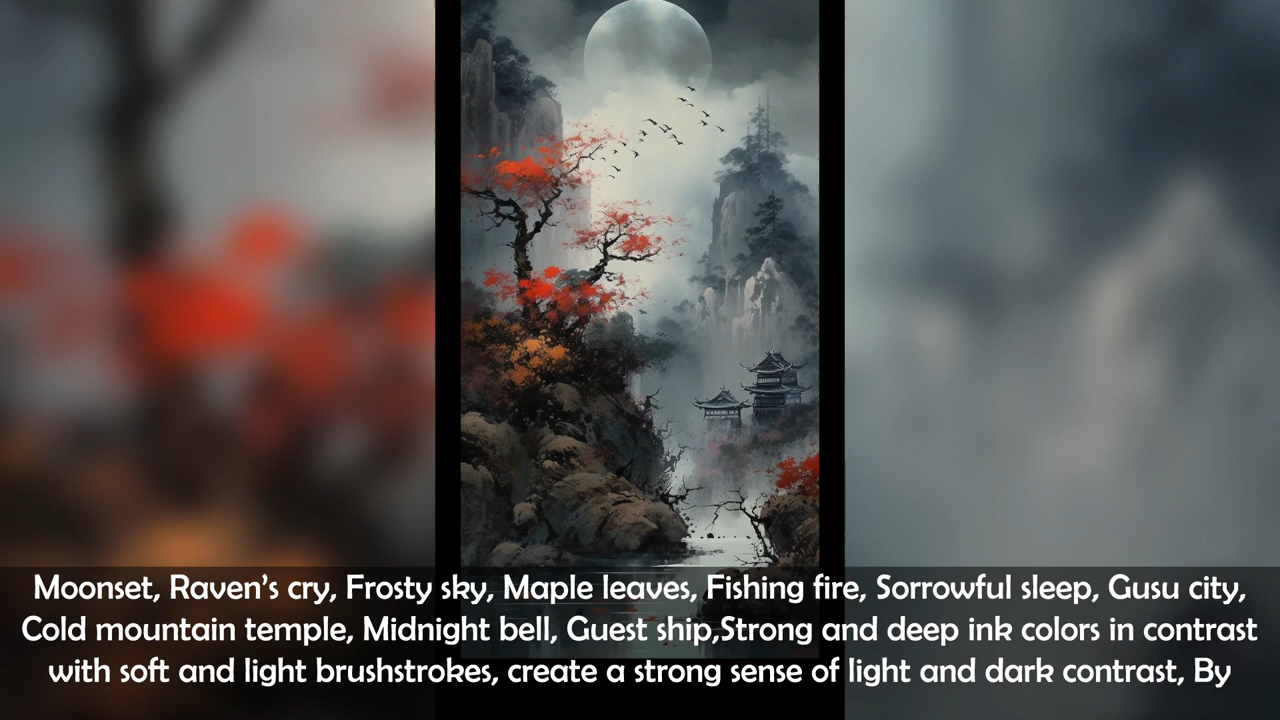 Moonset, Raven's cry, Frosty sky, Maple leaves, Fishing fire, Sorrowful sleep, Gusu city,
Cold mountain temple, Midnight bell, Guest ship,Strong and deep ink colors in contrast
with soft and light brushstrokes, create a strong sense of light and dark contrast, By